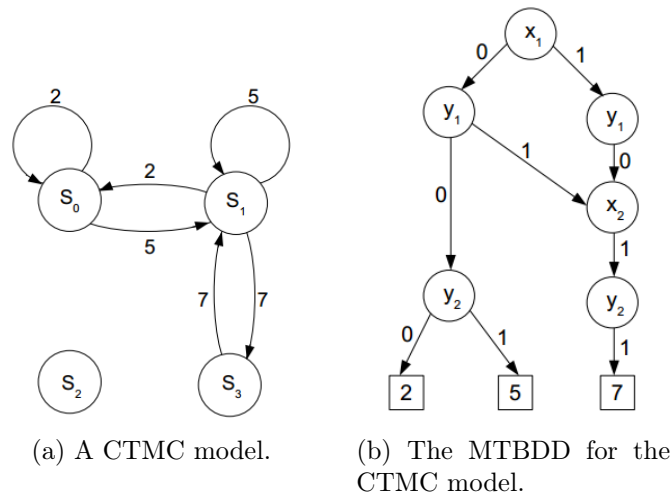 2
5
S0
2
S1
5
7
7
S2
S3
(a) A CTMC model.
x1
0
1
y1
y1
1
0
0
x2
1
y2
y2
0
1
1
2
5
7
(b) The MTBDD for the
CTMC model.